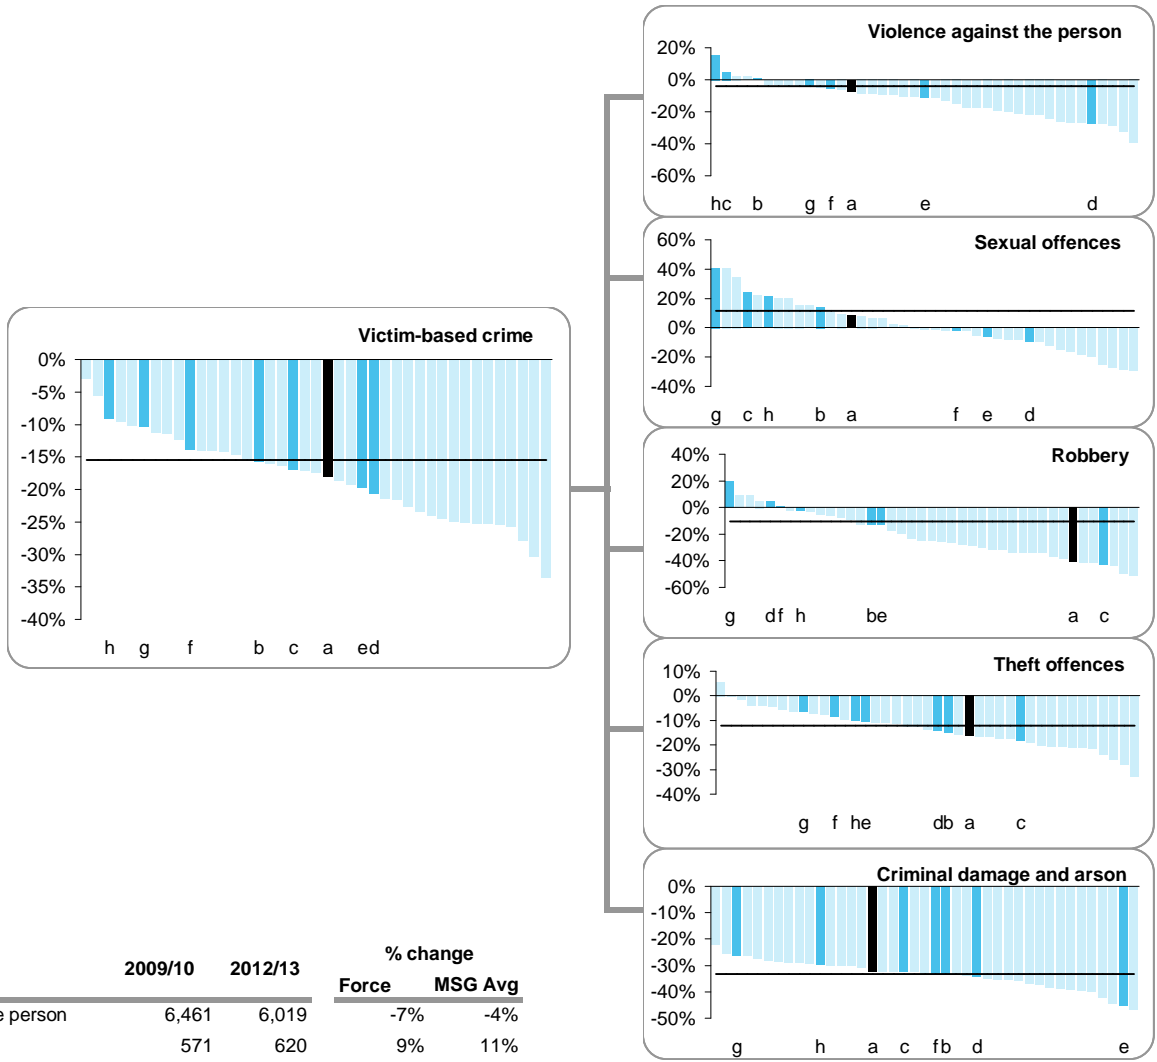 Violence against the person
20%
0%
-20%
-40%
-60%
hc b g f a e d
Sexual offences
60%
40%
20%
0%
-20%
-40%
g c h b a f e d
Victim-based crime
0%
-5%
-10%
-15%
-20%
-25%
-30%
-35%
-40%
h g f b c a ed
Robbery
40%
20%
0%
-20%
-40%
-60%
g df h be a c
Theft offences
10%
0%
-10%
-20%
-30%
-40%
g f he db a c
Criminal damage and arson
0%
-10%
-20%
-30%
-40%
-50%
g h a c fb d e
2009/10 2012/13 % change
Force MSG Avg
e person 6,461 6,019 -7% -4%
571 620 9% 11%